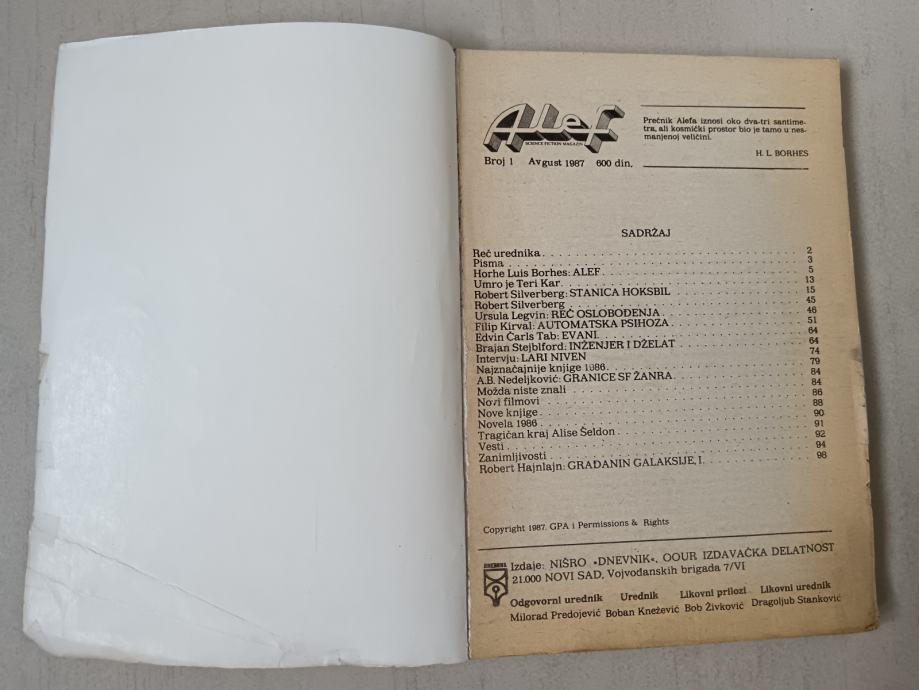 Alef
SCIENCE FICTION MAGAZIN
Broj 1 Avgust 1987 600 din.
Prečnik Alefa iznosi oko dva-tri santime-
tra, ali kosmički prostor bio je tamo u nes-
manjenoj veličini.
H. L. BORHES
SADRŽAJ
Reč urednika 2
Pisma 3
Horhe Luis Borhes: ALEF 5
Umro je Teri Kar 13
Robert Silverberg: STANICA HOKSBIL 15
Robert Silverberg 45
Ursula Legvin: REČ OSLOBOĐENJA 46
Filip Kirval: AUTOMATSKA PSIHOZA 51
Edvin Čarls Tab: EVANI 64
Brajan Stejblford: INŽENJER I DŽELAT 64
Intervju: LARI NIVEN 74
Najznačajnije knjige 1986 79
A.B. Nedeljković: GRANICE SF ŽANRA 84
Možda niste znali 84
Novi filmovi 86
Nove knjige 88
Novela 1986 90
Tragičan kraj Alise Šeldon 91
Vesti 92
Zanimljivosti 94
Robert Hajnlajn: GRAĐANIN GALAKSIJE, I 98
Copyright 1987. GPA i Permissions & Rights
DNEVNIK
Izdaje: NIŠRO »DNEVNIK«, OOUR IZDAVAČKA DELATNOST
21.000 NOVI SAD, Vojvođanskih brigada 7/VI
Odgovorni urednik Urednik Likovni prilozi Likovni urednik
Milorad Predojević Boban Knežević Bob Živković Dragoljub Stanković